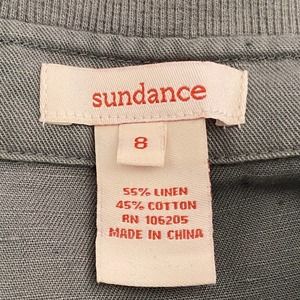 sundance
8
55% LINEN
45% COTTON
RN 106205
MADE IN CHINA